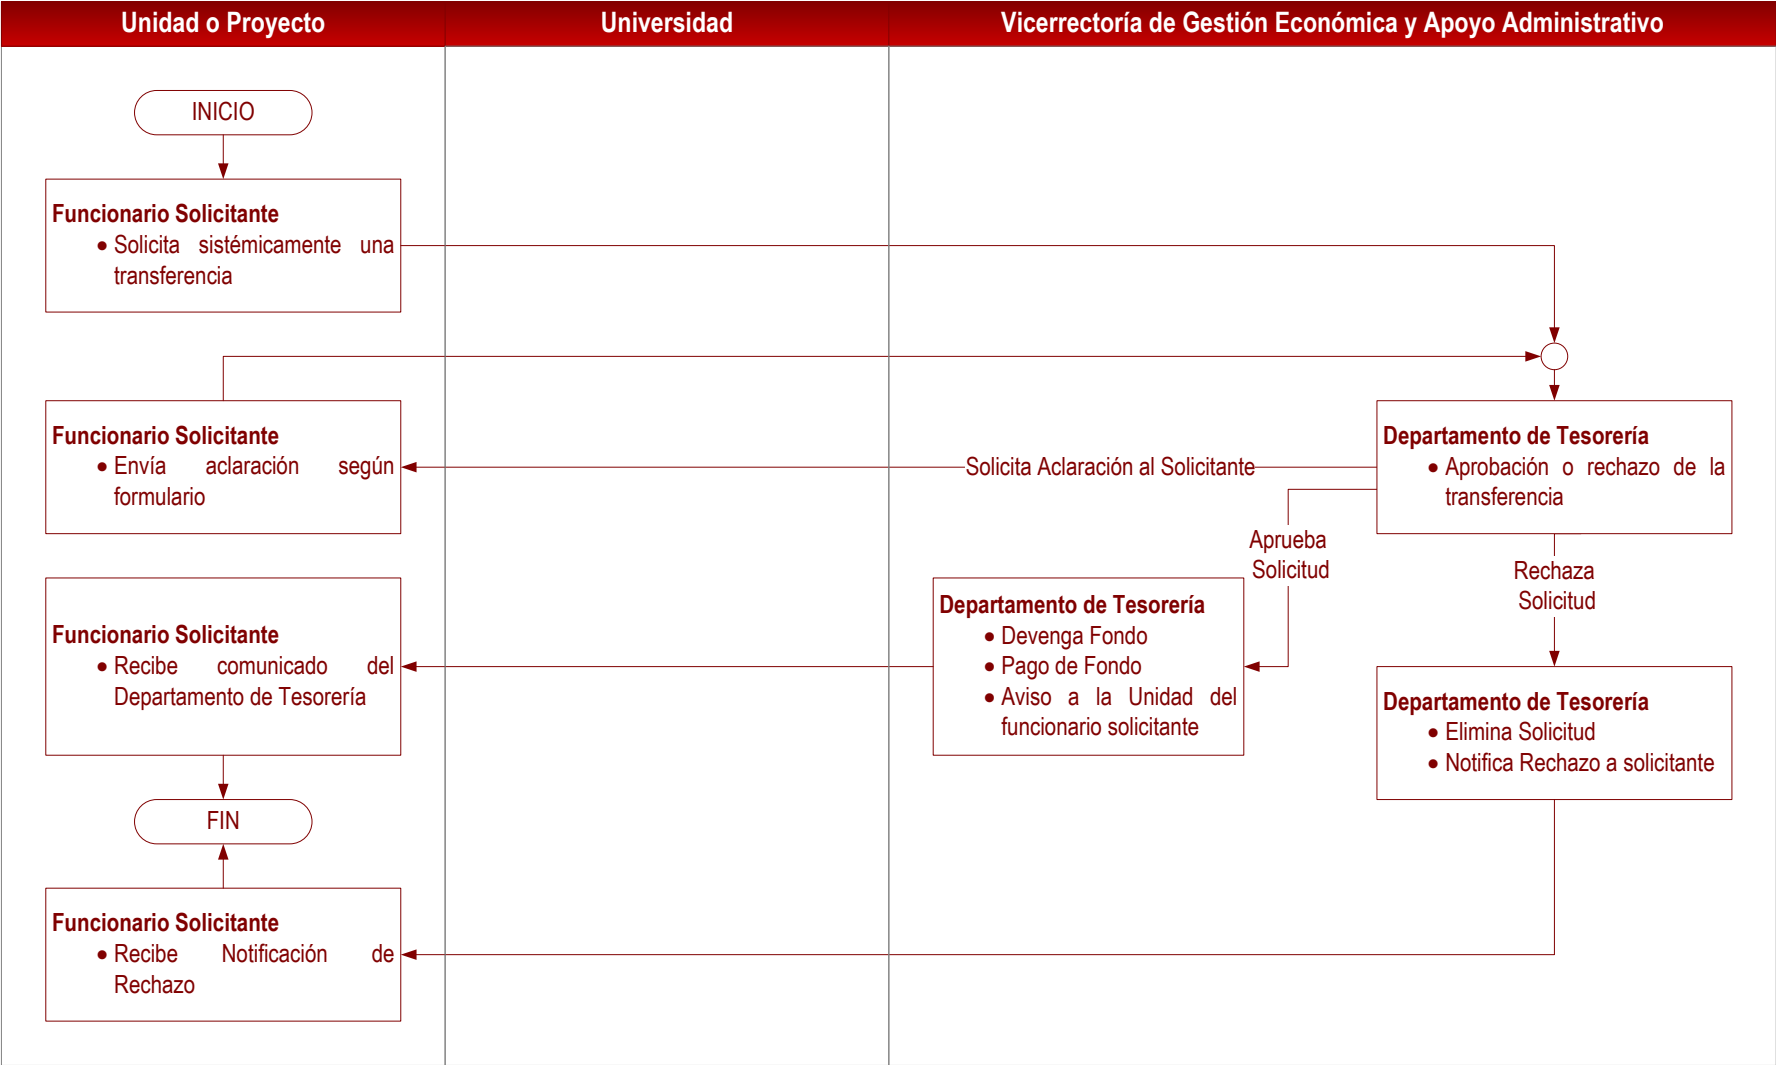 Unidad o Proyecto
Universidad
Vicerrectoría de Gestión Económica y Apoyo Administrativo
INICIO
Funcionario Solicitante
● Solicita sistémicamente una
transferencia
Funcionario Solicitante
● Envía aclaración según
formulario
Solicita Aclaración al Solicitante
Departamento de Tesorería
● Aprobación o rechazo de la
transferencia
Aprueba
Solicitud
Rechaza
Solicitud
Funcionario Solicitante
● Recibe comunicado del
Departamento de Tesorería
Departamento de Tesorería
● Devenga Fondo
● Pago de Fondo
● Aviso a la Unidad del
funcionario solicitante
Departamento de Tesorería
● Elimina Solicitud
● Notifica Rechazo a solicitante
FIN
Funcionario Solicitante
● Recibe Notificación de
Rechazo